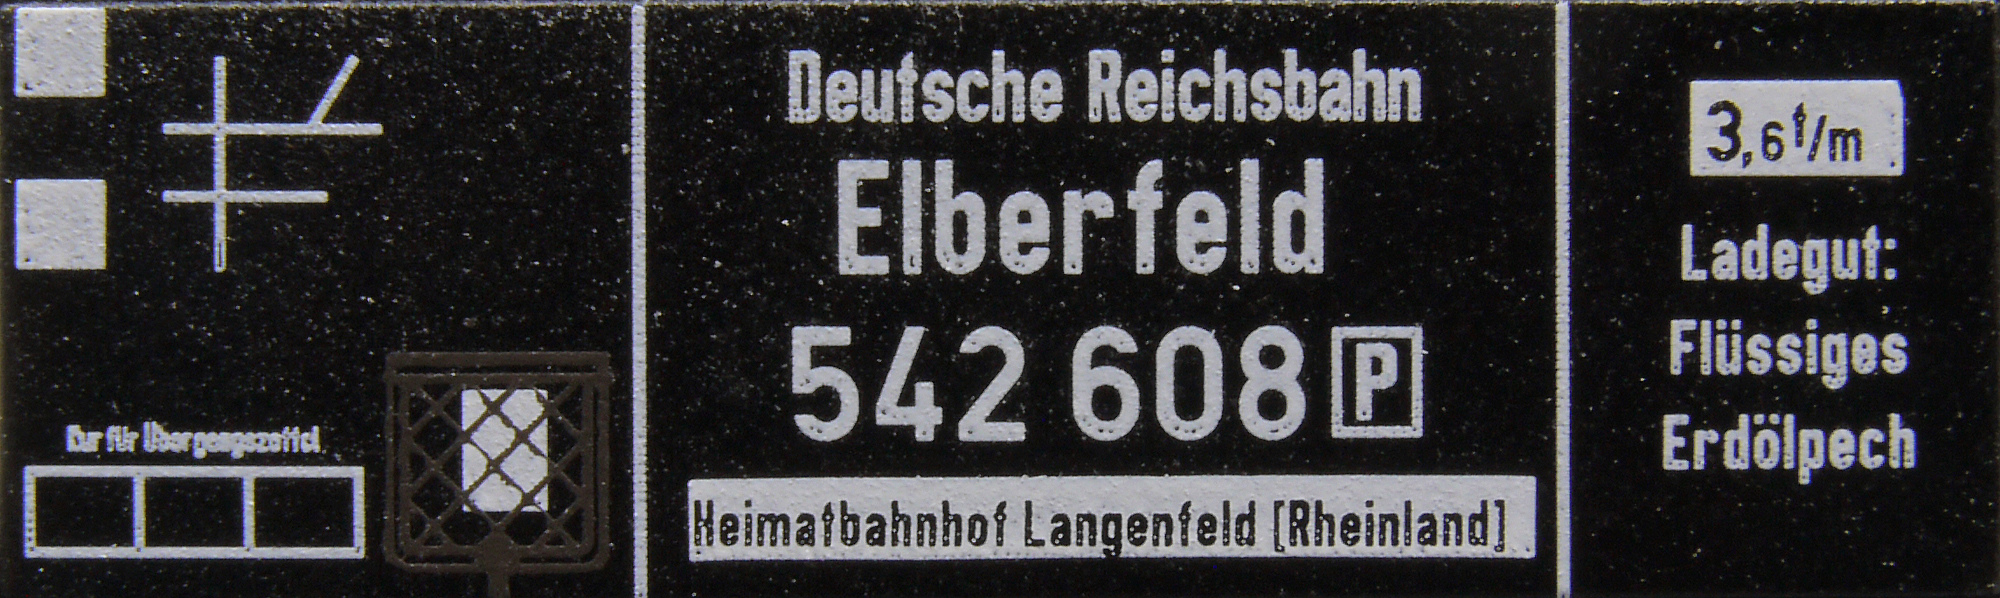 Nur für Übergangszettel
Deutsche Reichsbahn
Elberfeld
542 608 P
Heimatbahnhof Langenfeld [Rheinland]
3,6 t/m
Ladegut:
Flüssiges
Erdölpech